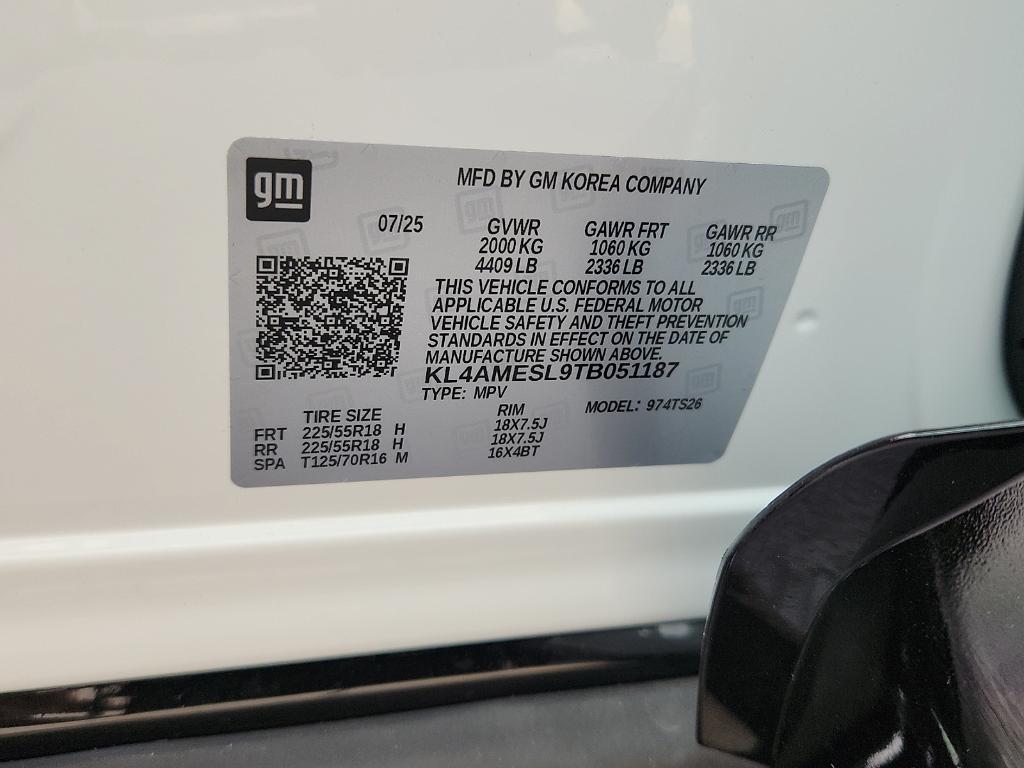 gm
MFD BY GM KOREA COMPANY
07/25
GVWR GAWR FRT GAWR RR
2000 KG 1060 KG 1060 KG
4409 LB 2336 LB 2336 LB
THIS VEHICLE CONFORMS TO ALL
APPLICABLE U.S. FEDERAL MOTOR
VEHICLE SAFETY AND THEFT PREVENTION
STANDARDS IN EFFECT ON THE DATE OF
MANUFACTURE SHOWN ABOVE.
KL4AMESL9TB051187
TYPE: MPV MODEL: 974TS26
TIRE SIZE RIM
FRT 225/55R18 H 18X7.5J
RR 225/55R18 H 18X7.5J
SPA T125/70R16 M 16X4BT